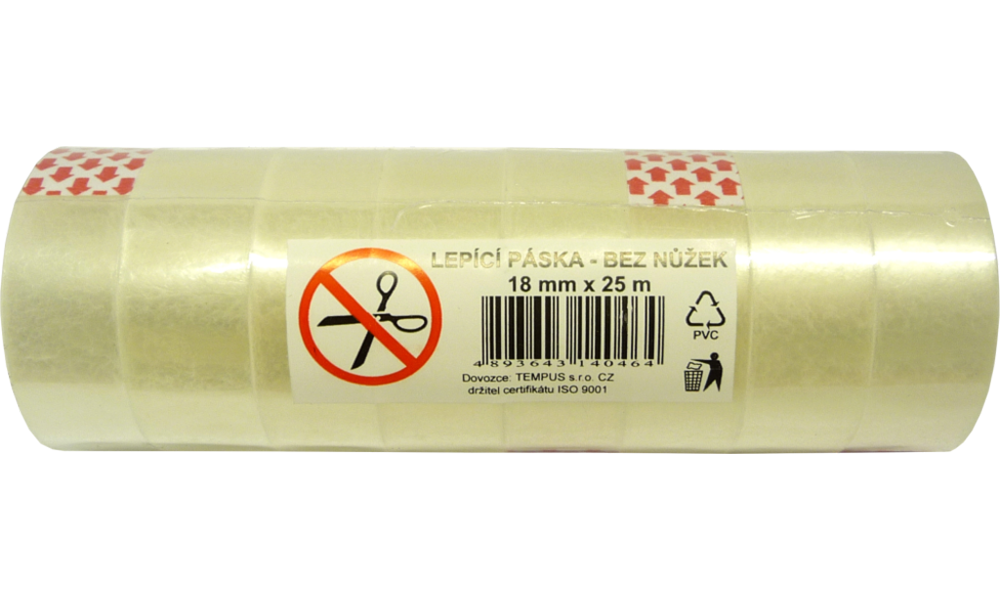 LEPÍCÍ PÁSKA - BEZ NŮŽEK
18 mm x 25 m
4 893643 140464
PVC
Dovozce: TEMPUS s.r.o. CZ
držitel certifikátu ISO 9001